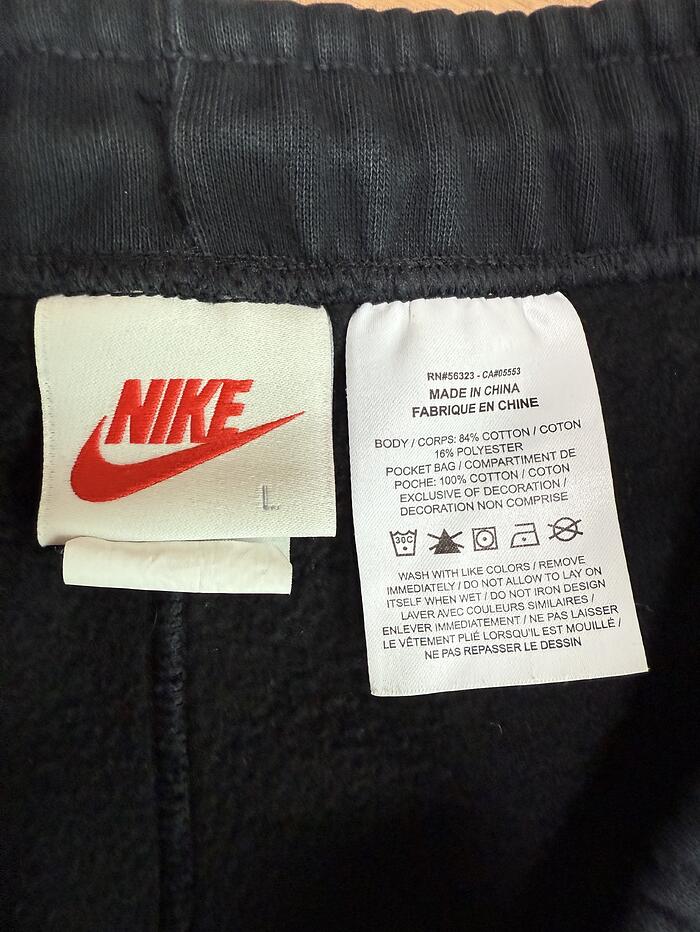 NIKE
L
RN#56323 - CA#05553
MADE IN CHINA
FABRIQUE EN CHINE
BODY / CORPS: 84% COTTON / COTON
16% POLYESTER
POCKET BAG / COMPARTIMENT DE
POCHE: 100% COTTON / COTON
EXCLUSIVE OF DECORATION /
DECORATION NON COMPRISE
30C
WASH WITH LIKE COLORS / REMOVE
IMMEDIATELY / DO NOT ALLOW TO LAY ON
ITSELF WHEN WET / DO NOT IRON DESIGN
LAVER AVEC COULEURS SIMILAIRES /
ENLEVER IMMEDIATEMENT / NE PAS LAISSER
LE VÊTEMENT PLIÉ LORSQU'IL EST MOUILLÉ /
NE PAS REPASSER LE DESSIN